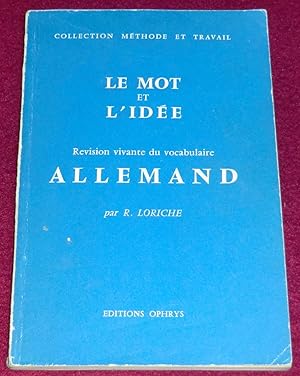 COLLECTION MÉTHODE ET TRAVAIL
LE MOT
ET
L'IDÉE
Revision vivante du vocabulaire
ALLEMAND
par R. LORICHE
EDITIONS OPHRYS